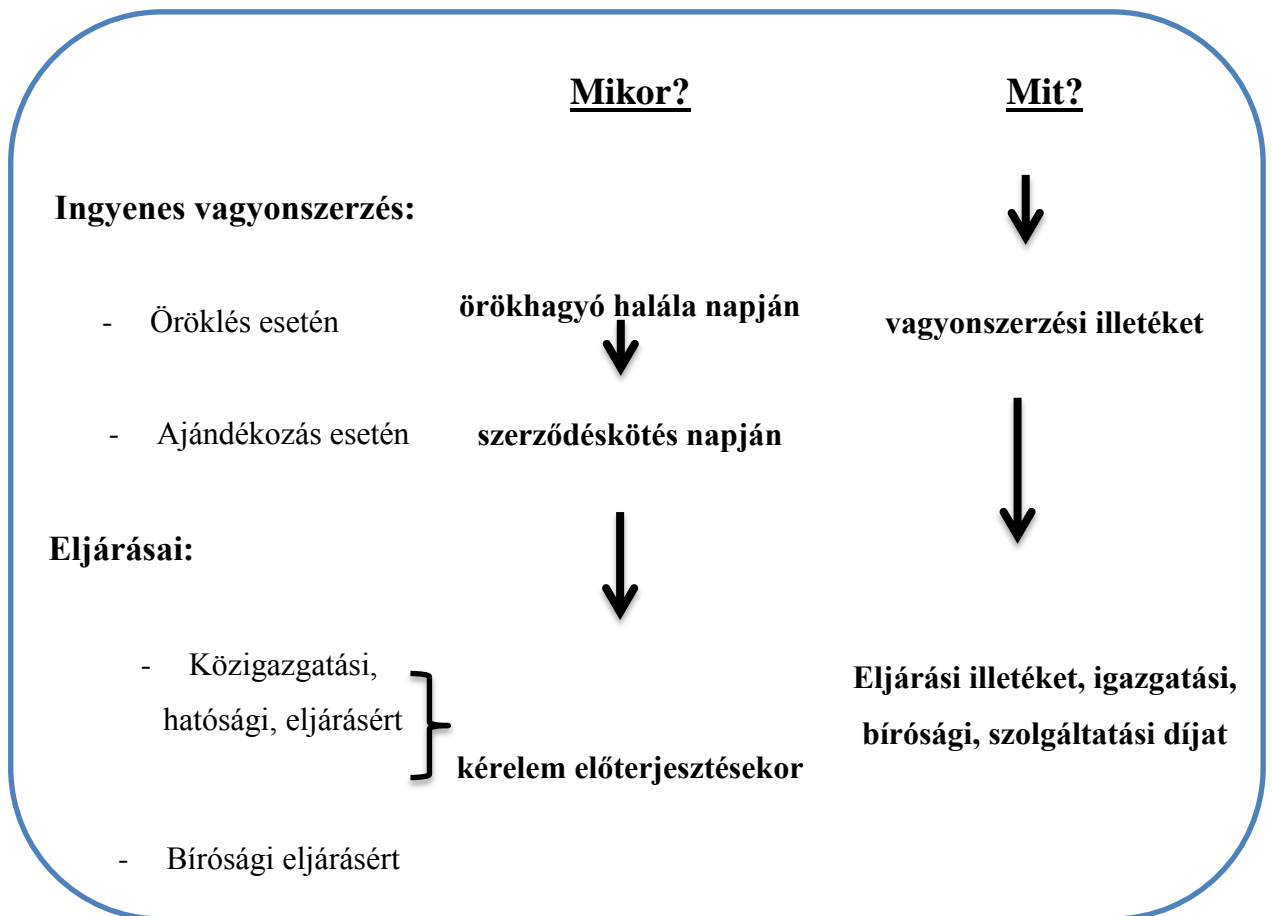 Mikor? Mit?
Ingyenes vagyonszerzés:
- Öröklés esetén örökhagyó halála napján vagyonszerzési illetéket
- Ajándékozás esetén szerződéskötés napján
Eljárásai:
- Közigazgatási,
hatósági, eljárásért
kérelem előterjesztésekor
Eljárási illetéket, igazgatási,
bírósági, szolgáltatási díjat
- Bírósági eljárásért